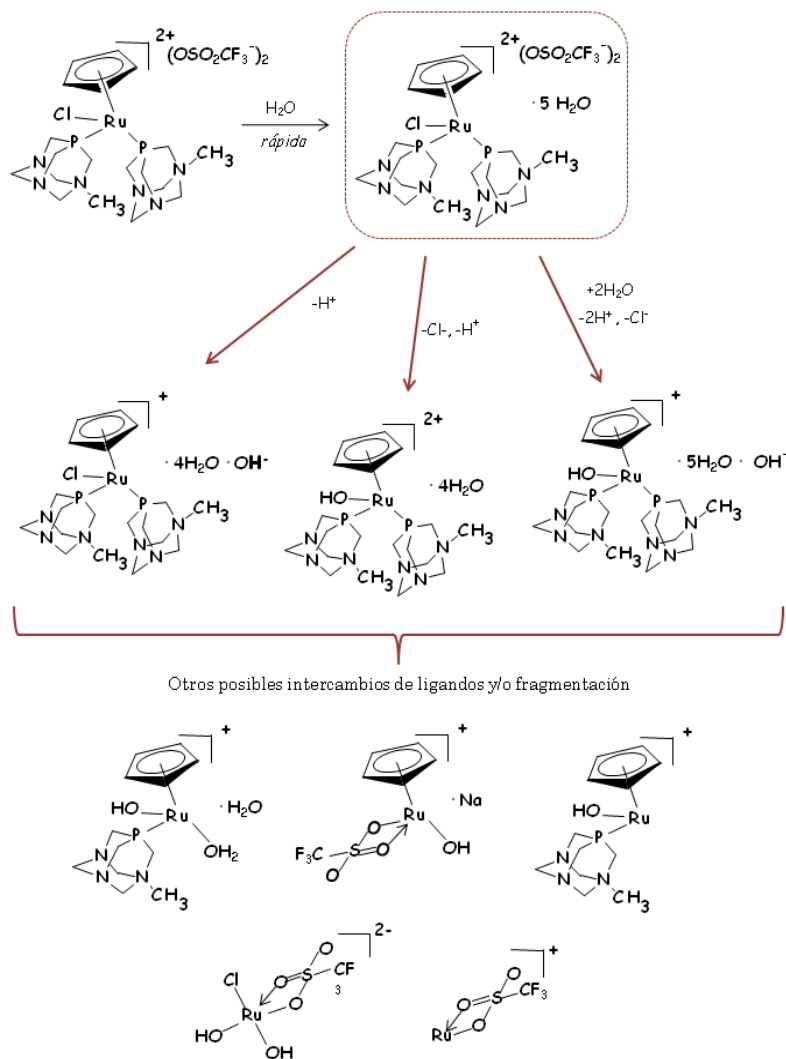 2+ (OSO₂CF₃⁻)₂
Cl Ru
P P
N N N CH₃ N N N CH₃
H₂O
rápida
2+ (OSO₂CF₃⁻)₂
· 5 H₂O
Cl Ru
P P
N N N CH₃ N N N CH₃
-H⁺
-Cl-, -H⁺
+2H₂O
-2H⁺ , -Cl⁻
+
· 4H₂O · OH-
Cl Ru
P P
N N N CH₃ N N N CH₃
2+
· 4H₂O
HO Ru
P P
N N N CH₃ N N N CH₃
+
· 5H₂O · OH⁻
HO Ru
P P
N N N CH₃ N N N CH₃
Otros posibles intercambios de ligandos y/o fragmentación
+
HO Ru · H₂O
P OH₂
N N N CH₃
+
Ru · Na
O
F₃C S O OH
O
+
HO Ru
P
N N N CH₃
2-
O
Cl O S CF
3
Ru O
HO OH
+
O
O S CF₃
Ru O